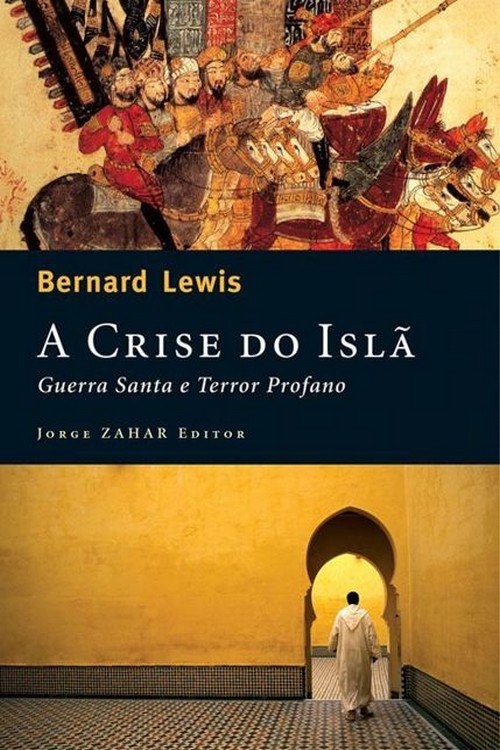 Bernard Lewis
A Crise do Islã
Guerra Santa e Terror Profano
Jorge ZAHAR Editor